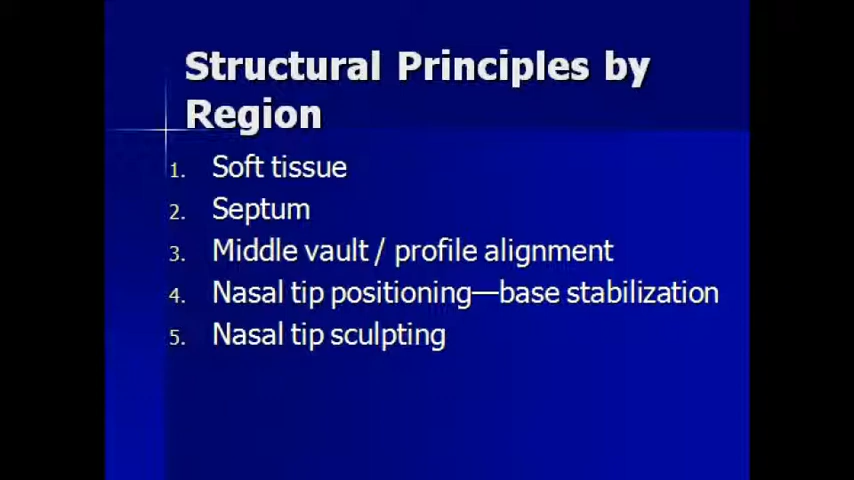 Structural Principles by
Region
1. Soft tissue
2. Septum
3. Middle vault / profile alignment
4. Nasal tip positioning—base stabilization
5. Nasal tip sculpting